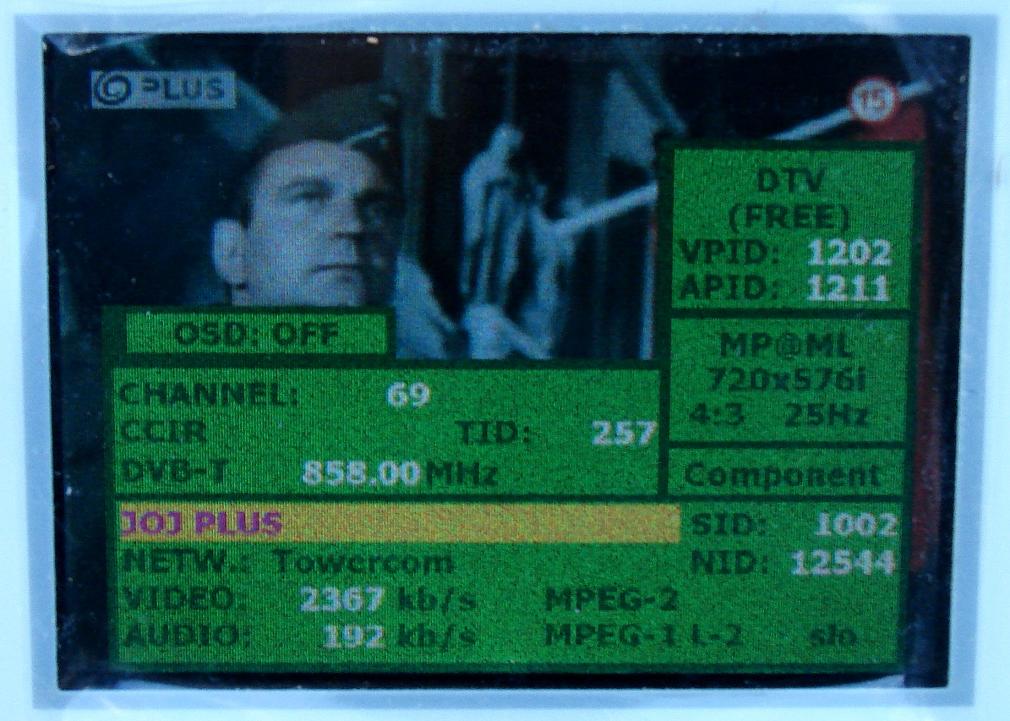 PLUS
15
DTV
(FREE)
VPID: 1202
APID: 1211
OSD: OFF
MP@ML
720x576i
4:3 25Hz
CHANNEL: 69
CCIR TID: 257
DVB-T 858.00 MHz
Component
JOJ PLUS SID: 1002
NETW.: Towercom NID: 12544
VIDEO: 2367 kb/s MPEG-2
AUDIO: 192 kb/s MPEG-1 L-2 slo